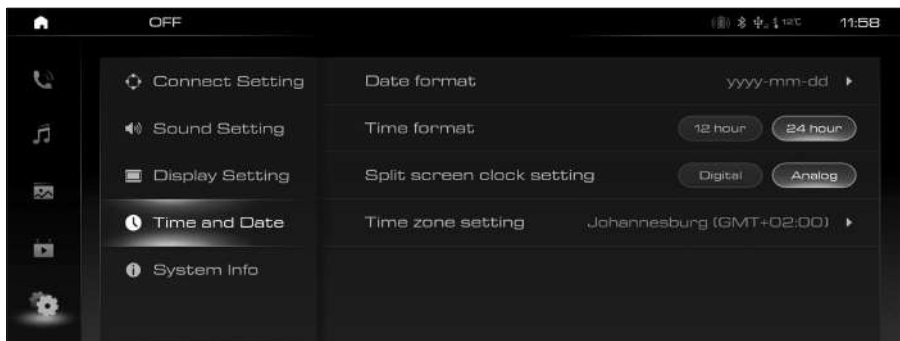 OFF 12°C 11:58
Connect Setting Date format yyyy-mm-dd
Sound Setting Time format 12 hour 24 hour
Display Setting Split screen clock setting Digital Analog
Time and Date Time zone setting Johannesburg (GMT+02:00)
System Info